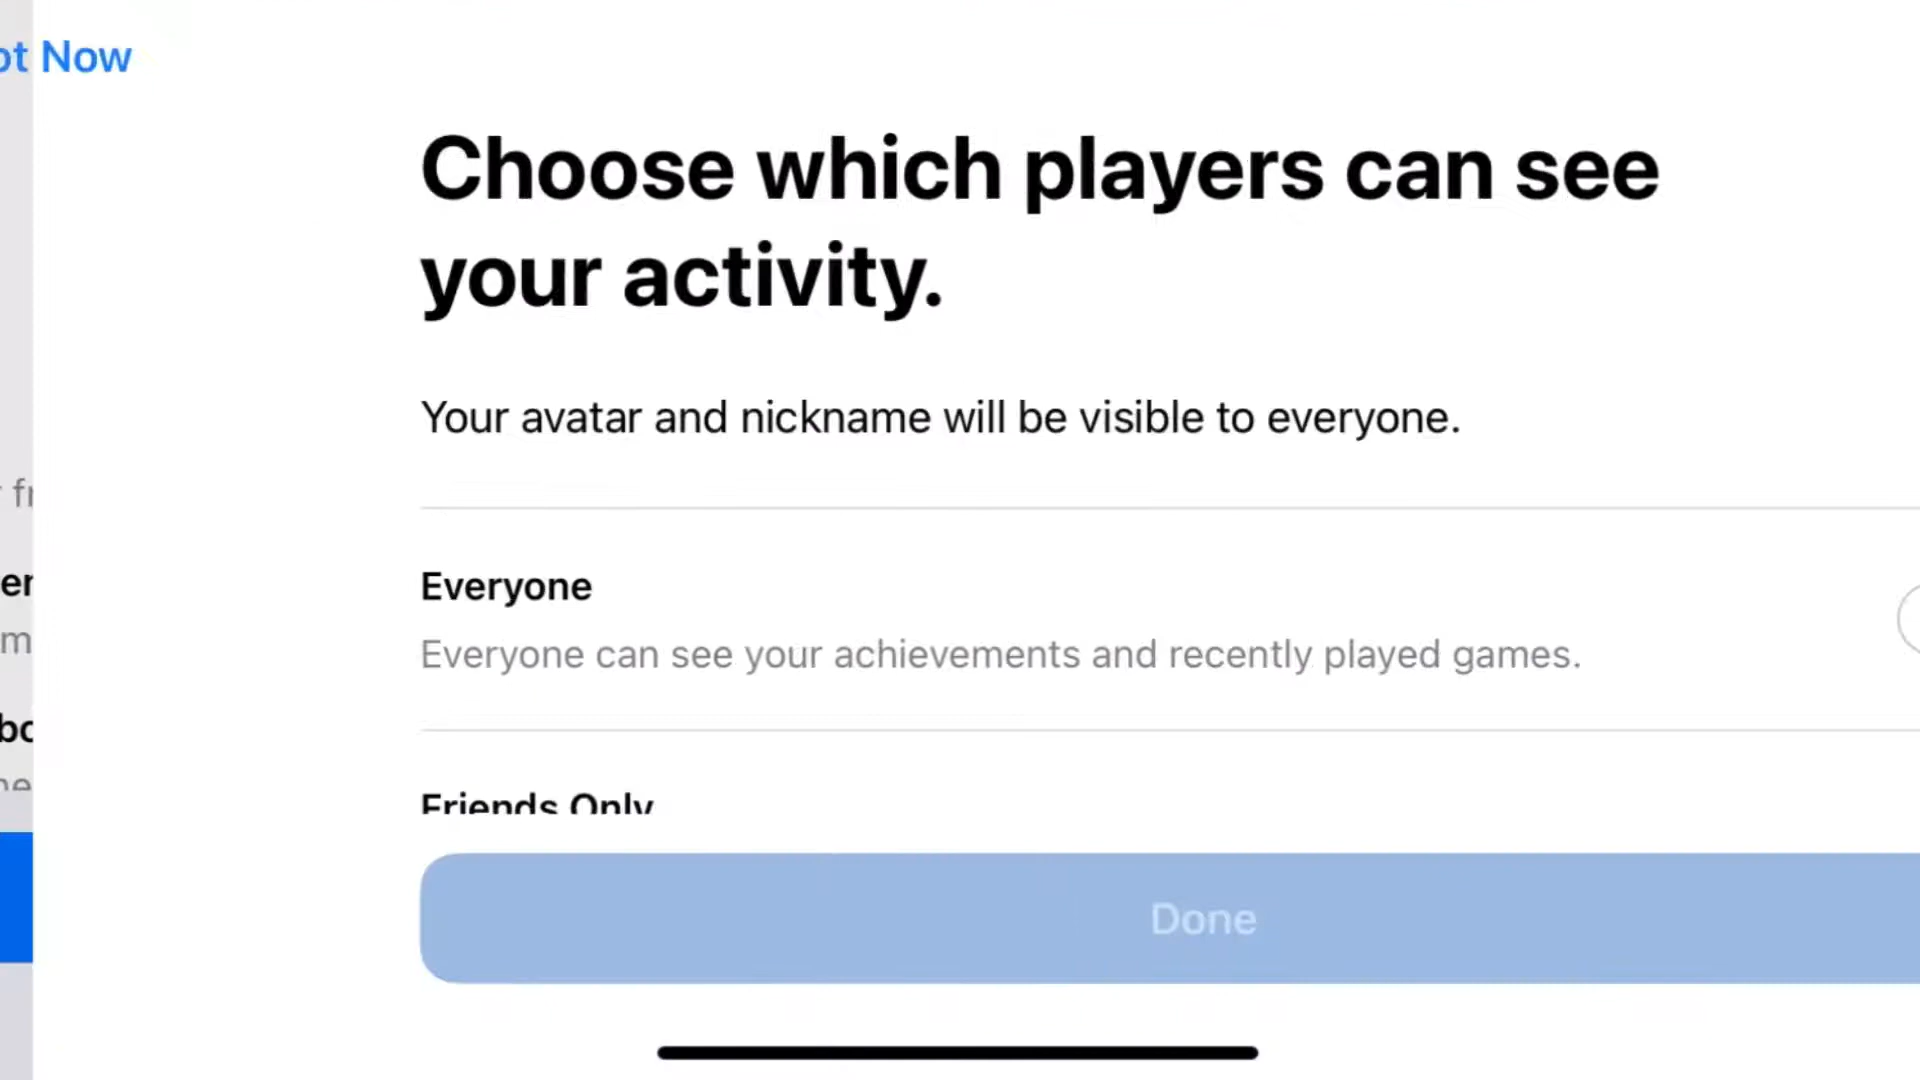 Now
Choose which players can see
your activity.
Your avatar and nickname will be visible to everyone.
Everyone
Everyone can see your achievements and recently played games.
Friends Only
Done